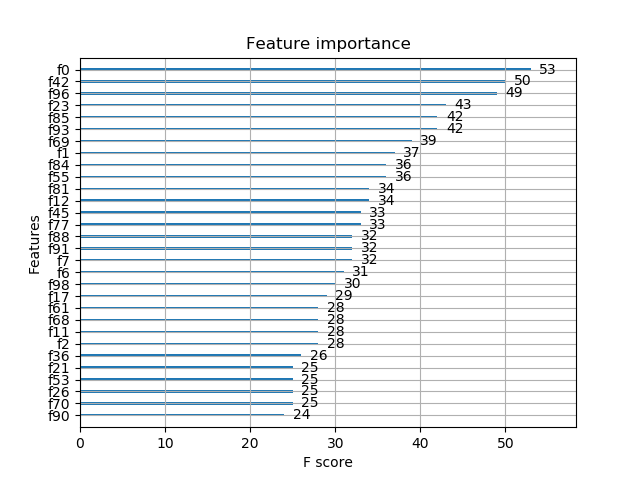 Feature importance
f0 53
f42 50
f96 49
f23 43
f85 42
f93 42
f69 39
f1 37
f84 36
f55 36
f81 34
f12 34
f45 33
f77 33
f88 32
f91 32
f7 32
f6 31
f98 30
f17 29
f61 28
f68 28
f11 28
f2 28
f36 26
f21 25
f53 25
f26 25
f70 25
f90 24
Features
0 10 20 30 40 50
F score